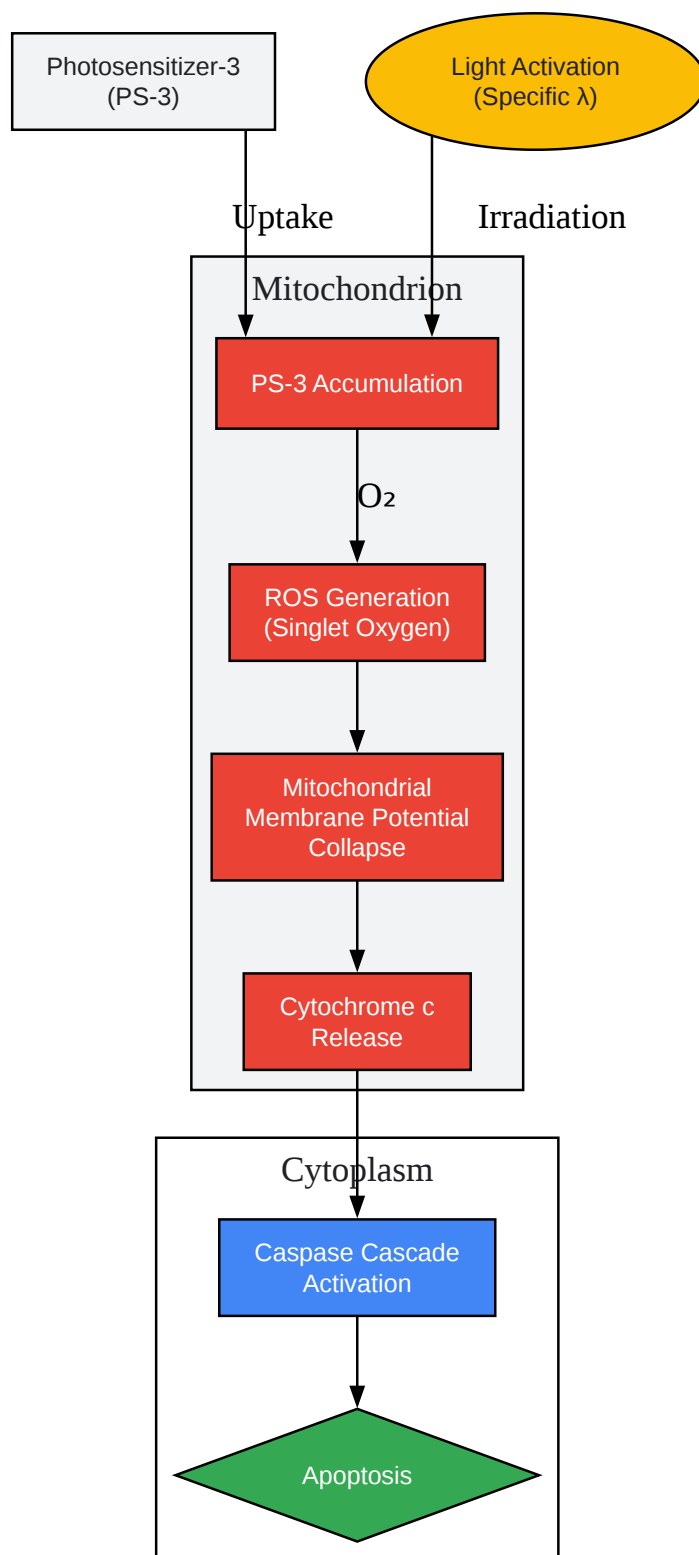 Photosensitizer-3
(PS-3)
Light Activation
(Specific λ)
Uptake
Irradiation
Mitochondrion
PS-3 Accumulation
O₂
ROS Generation
(Singlet Oxygen)
Mitochondrial
Membrane Potential
Collapse
Cytochrome c
Release
Cytoplasm
Caspase Cascade
Activation
Apoptosis